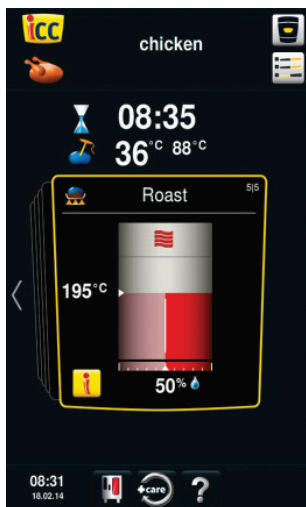 icc
chicken
08:35
36°C 88°C
Roast 5|5
195°C
i
50%
08:31
18.02.14
+care ?